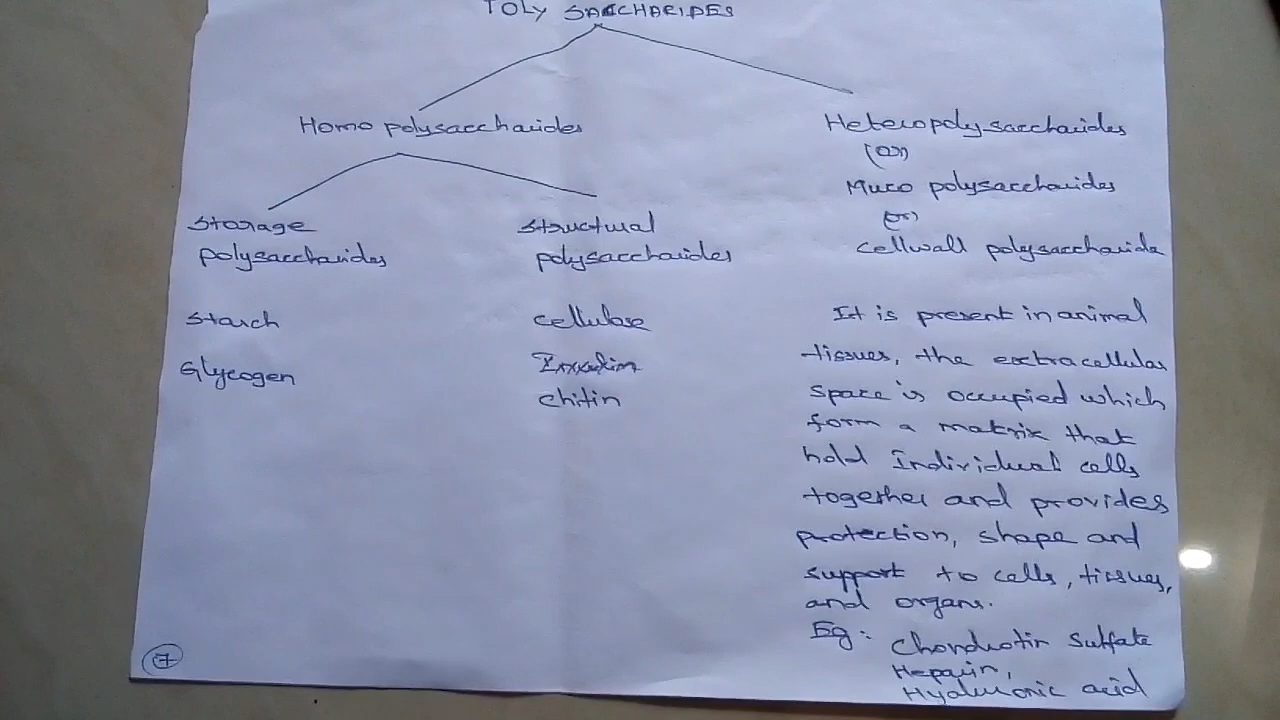 POLY SACCHARIDES
Homo polysaccharides
Heteropolysaccharides
(or)
Muco polysaccharides
(or)
cellwall polysaccharide
Storage
polysaccharides
Structural
polysaccharides
Starch
Glycogen
cellulose
chitin
It is present in animal
tissues, the extracellular
space is occupied which
form a matrix that
hold Individual cells
together and provides
protection, shape and
support to cells, tissues,
and organs.
Eg: Chondrotin Sulfate
Heparin,
Hyaluronic acid
7